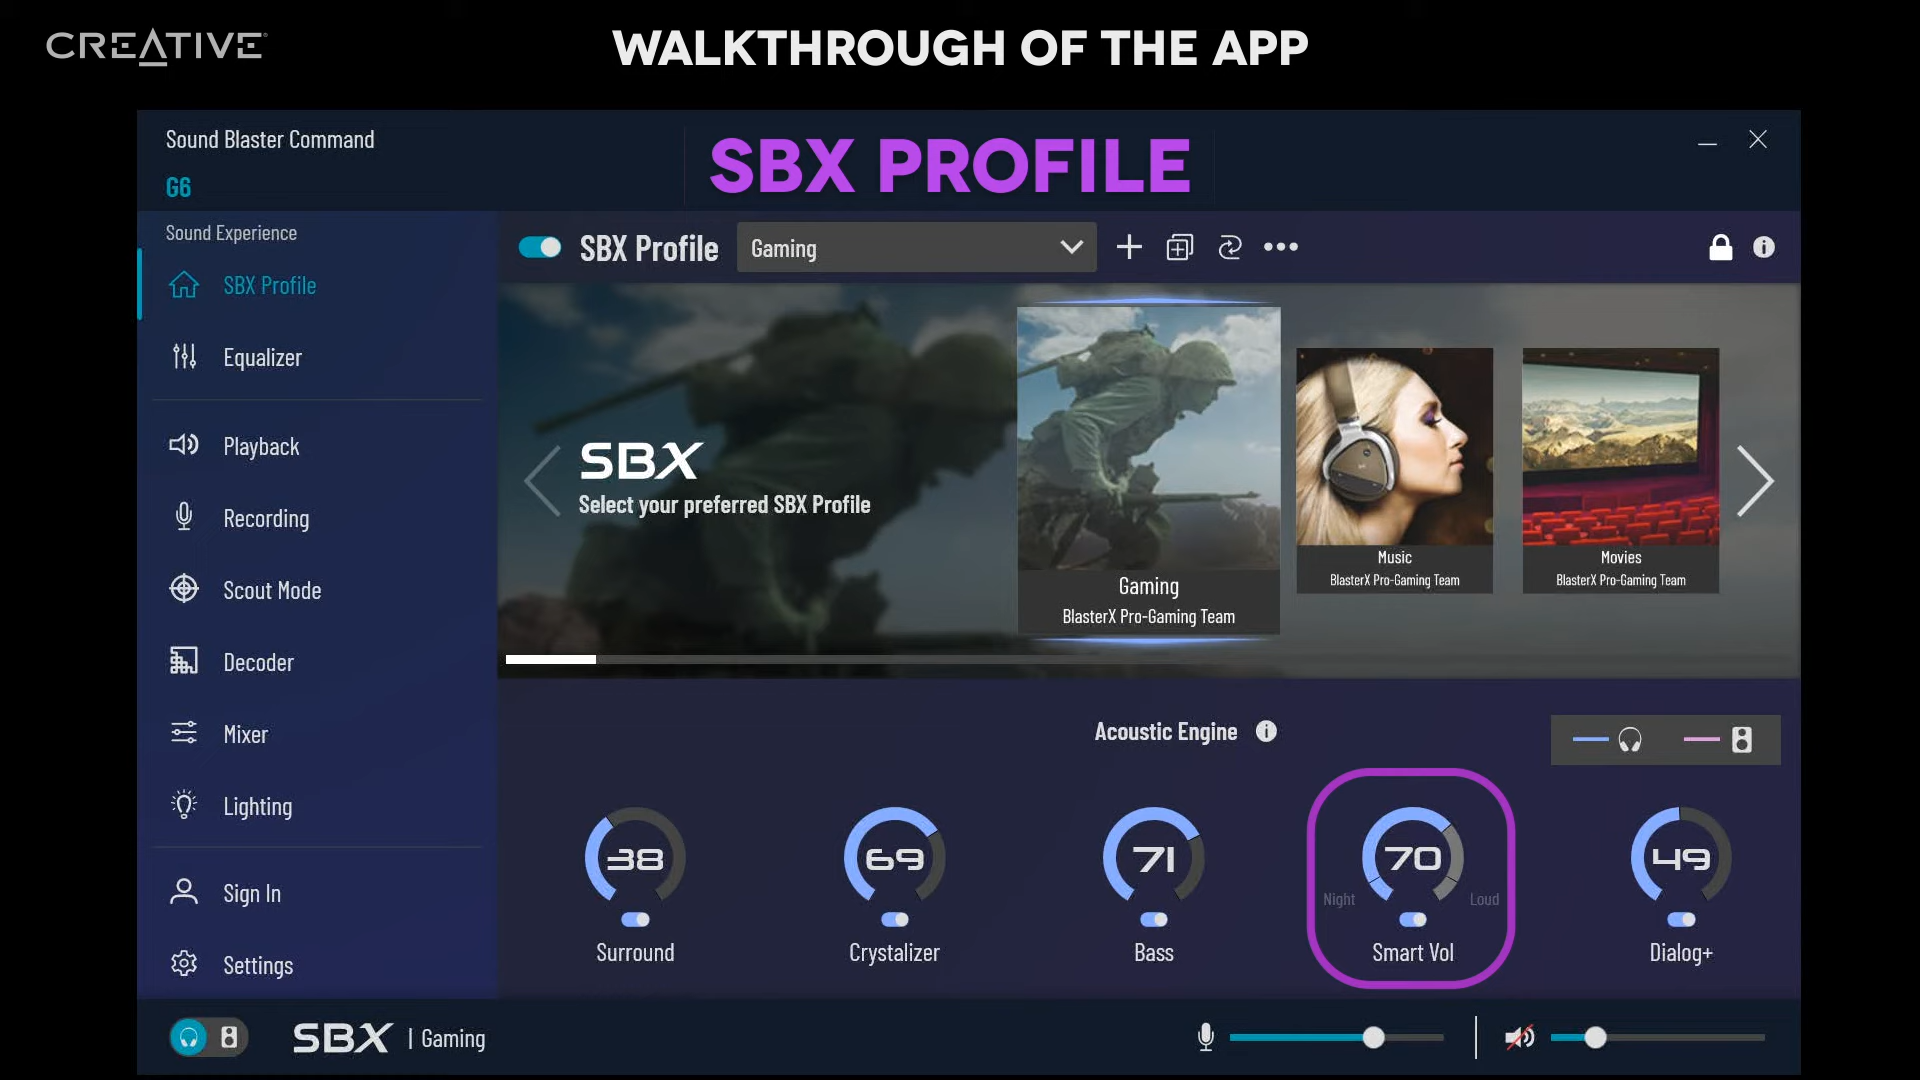 CREATIVE
WALKTHROUGH OF THE APP
Sound Blaster Command
G6
SBX PROFILE
Sound Experience
SBX Profile
Equalizer
Playback
Recording
Scout Mode
Decoder
Mixer
Lighting
Sign In
Settings
SBX Profile
Gaming
SBX
Select your preferred SBX Profile
Gaming
BlasterX Pro-Gaming Team
Music
BlasterX Pro-Gaming Team
Movies
BlasterX Pro-Gaming Team
Acoustic Engine
38
Surround
69
Crystalizer
71
Bass
70
Night
Loud
Smart Vol
49
Dialog+
SBX | Gaming